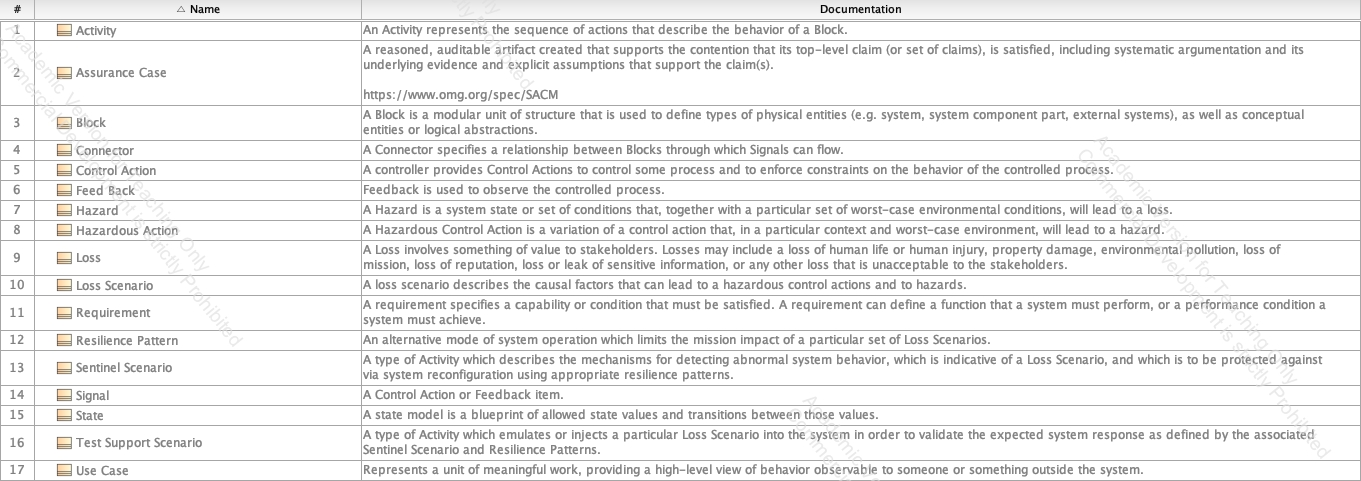 # Name Documentation
1 Activity An Activity represents the sequence of actions that describe the behavior of a Block.
2 Assurance Case A reasoned, auditable artifact created that supports the contention that its top-level claim (or set of claims), is satisfied, including systematic argumentation and its
underlying evidence and explicit assumptions that support the claim(s).
https://www.omg.org/spec/SACM
3 Block A Block is a modular unit of structure that is used to define types of physical entities (e.g. system, system component part, external systems), as well as conceptual
entities or logical abstractions.
4 Connector A Connector specifies a relationship between Blocks through which Signals can flow.
5 Control Action A controller provides Control Actions to control some process and to enforce constraints on the behavior of the controlled process.
6 Feed Back Feedback is used to observe the controlled process.
7 Hazard A Hazard is a system state or set of conditions that, together with a particular set of worst-case environmental conditions, will lead to a loss.
8 Hazardous Action A Hazardous Control Action is a variation of a control action that, in a particular context and worst-case environment, will lead to a hazard.
9 Loss A Loss involves something of value to stakeholders. Losses may include a loss of human life or human injury, property damage, environmental pollution, loss of
mission, loss of reputation, loss or leak of sensitive information, or any other loss that is unacceptable to the stakeholders.
10 Loss Scenario A loss scenario describes the causal factors that can lead to a hazardous control actions and to hazards.
11 Requirement A requirement specifies a capability or condition that must be satisfied. A requirement can define a function that a system must perform, or a performance condition a
system must achieve.
12 Resilience Pattern An alternative mode of system operation which limits the mission impact of a particular set of Loss Scenarios.
13 Sentinel Scenario A type of Activity which describes the mechanisms for detecting abnormal system behavior, which is indicative of a Loss Scenario, and which is to be protected against
via system reconfiguration using appropriate resilience patterns.
14 Signal A Control Action or Feedback item.
15 State A state model is a blueprint of allowed state values and transitions between those values.
16 Test Support Scenario A type of Activity which emulates or injects a particular Loss Scenario into the system in order to validate the expected system response as defined by the associated
Sentinel Scenario and Resilience Patterns.
17 Use Case Represents a unit of meaningful work, providing a high-level view of behavior observable to someone or something outside the system.